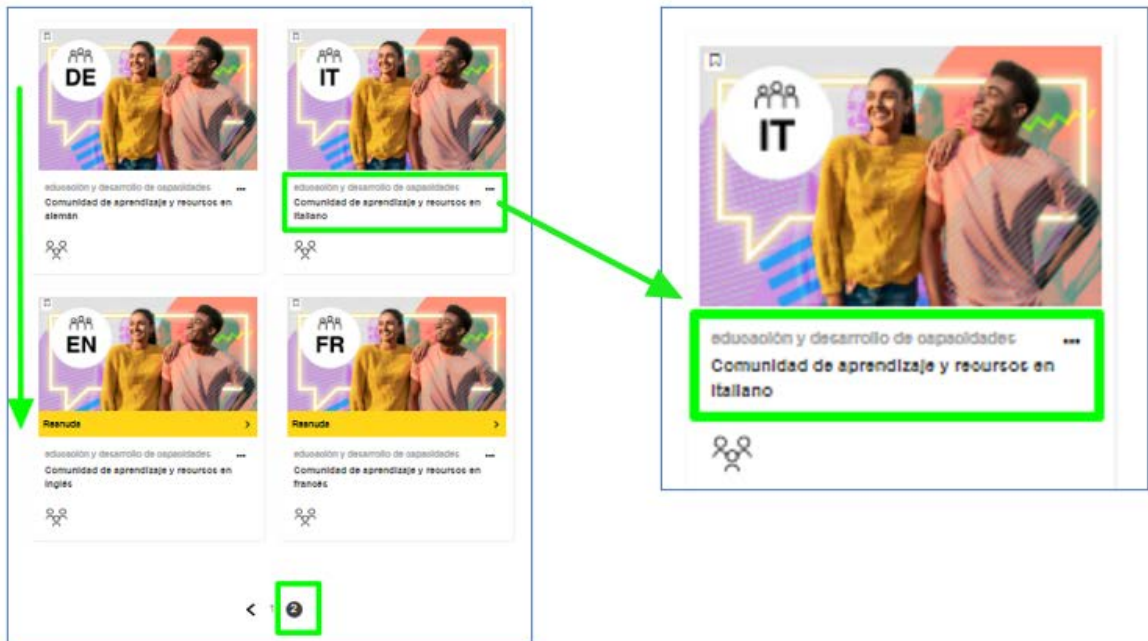 DE
educación y desarrollo de capacidades
Comunidad de aprendizaje y recursos en
alemán
IT
educación y desarrollo de capacidades
Comunidad de aprendizaje y recursos en
Italiano
EN
Reanuda
educación y desarrollo de capacidades
Comunidad de aprendizaje y recursos en
inglés
FR
Reanuda
educación y desarrollo de capacidades
Comunidad de aprendizaje y recursos en
francés
1 2
IT
educación y desarrollo de capacidades
Comunidad de aprendizaje y recursos en
Italiano